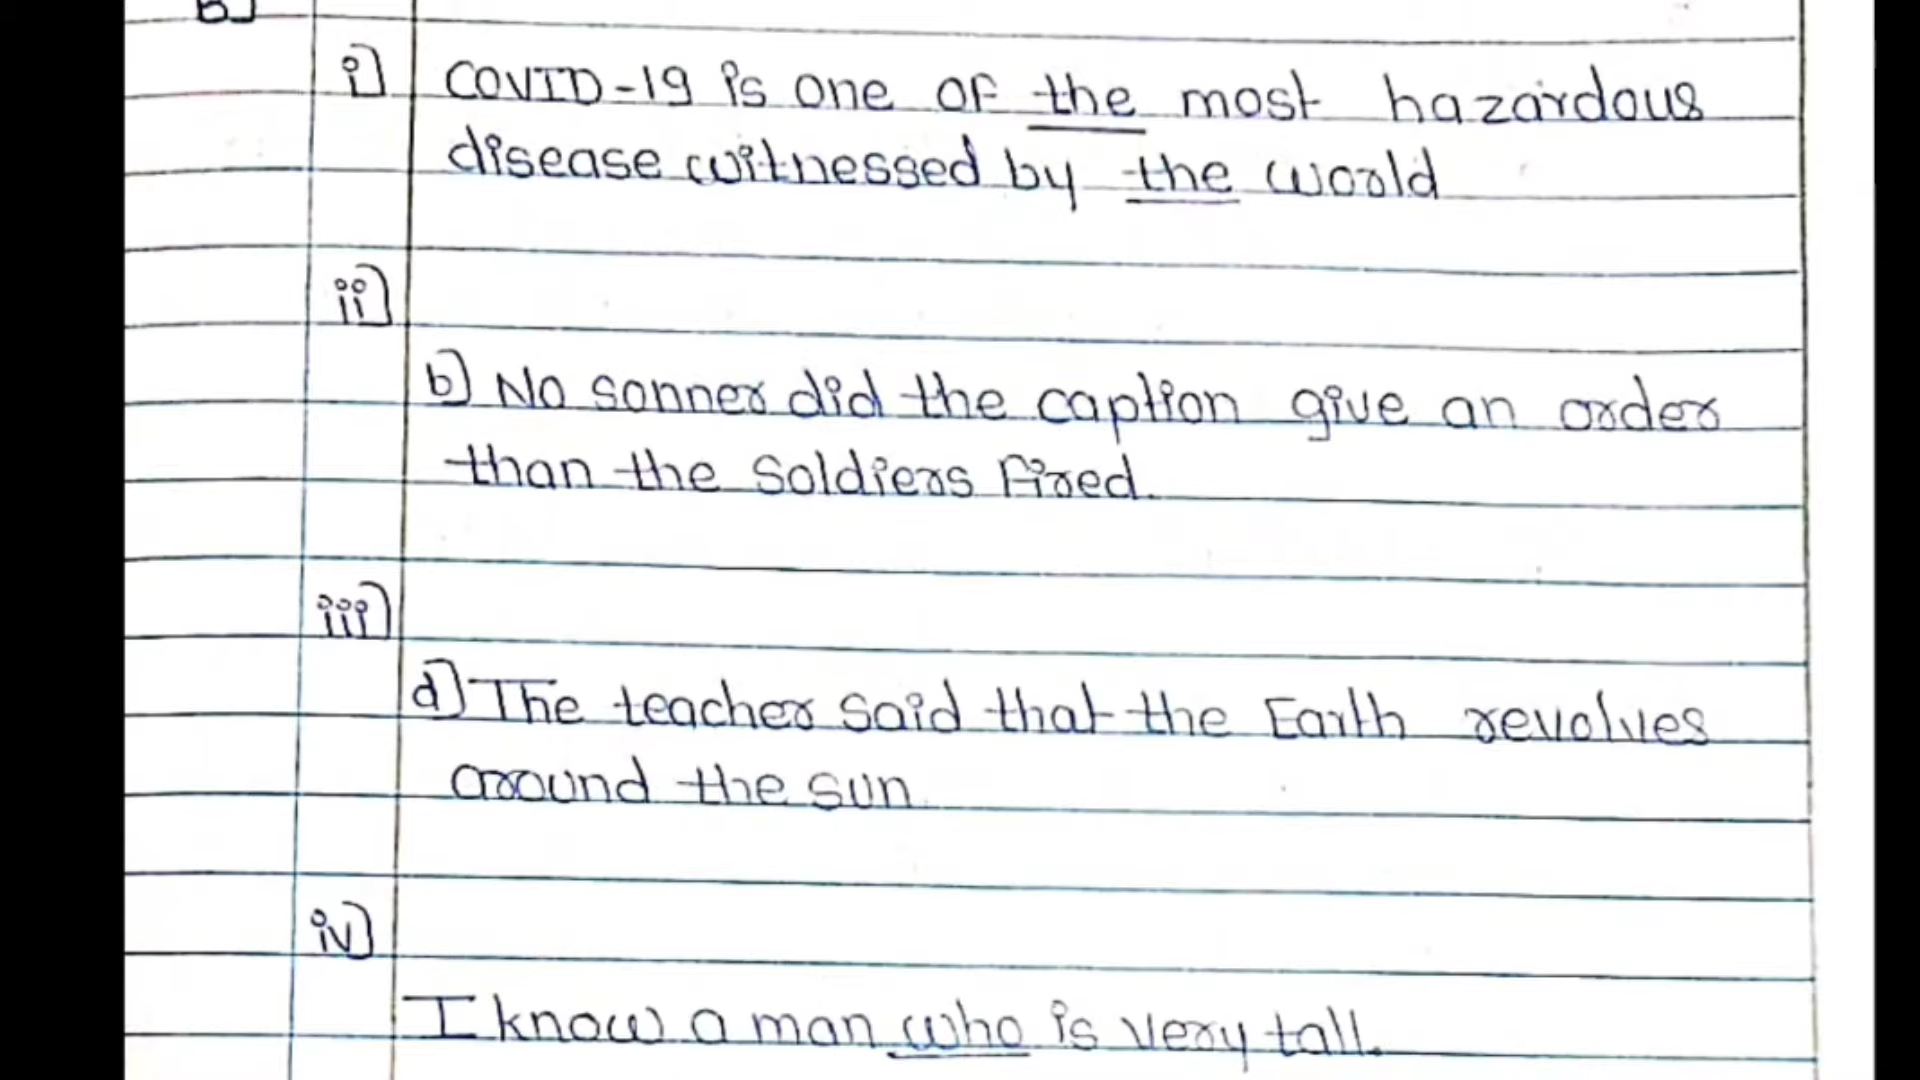 B]
i] COVID-19 is one of the most hazardous
disease witnessed by the world
ii]
b] No sonner did the caption give an order
than the Soldiers fired.
iii]
d] The teacher said that the Earth revolves
around the sun
iv]
I know a man who is very tall.